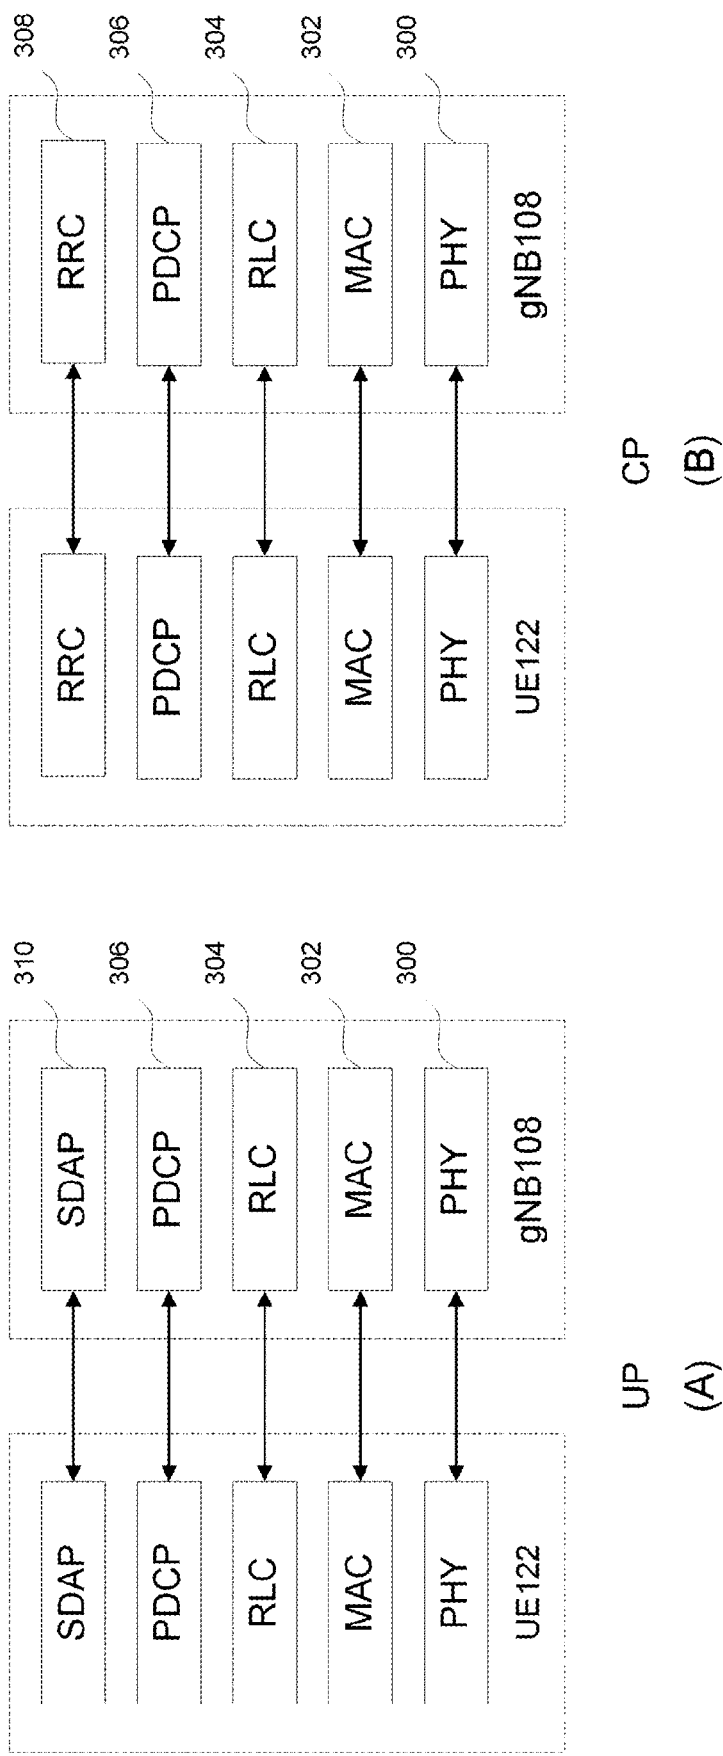 SDAP SDAP 310
PDCP PDCP 306
RLC RLC 304
MAC MAC 302
PHY PHY 300
UE122 gNB108
UP
(A)
RRC RRC 308
PDCP PDCP 306
RLC RLC 304
MAC MAC 302
PHY PHY 300
UE122 gNB108
CP
(B)